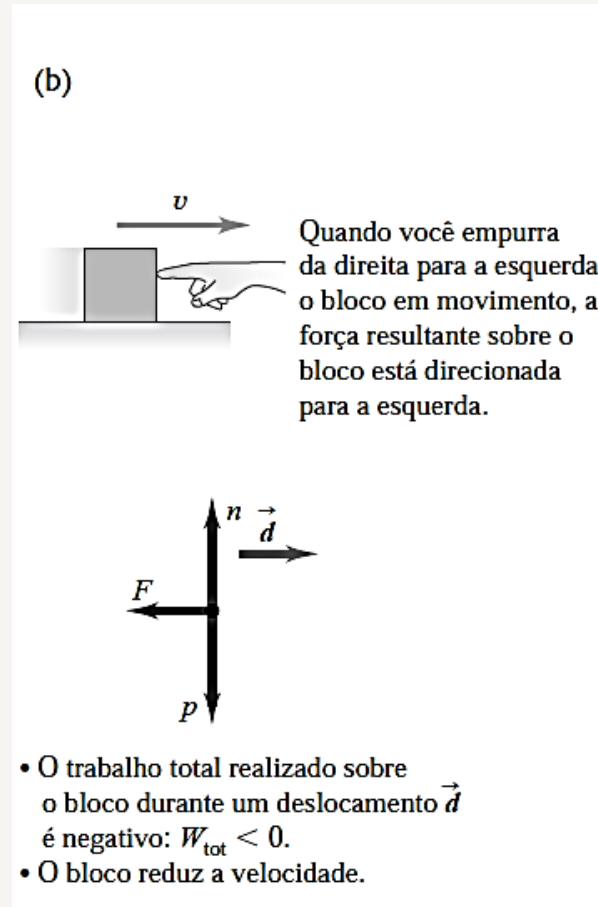 (b)
v
Quando você empurra
da direita para a esquerda
o bloco em movimento, a
força resultante sobre o
bloco está direcionada
para a esquerda.
n d⃗
F
p
• O trabalho total realizado sobre
o bloco durante um deslocamento d⃗
é negativo: W_tot < 0.
• O bloco reduz a velocidade.